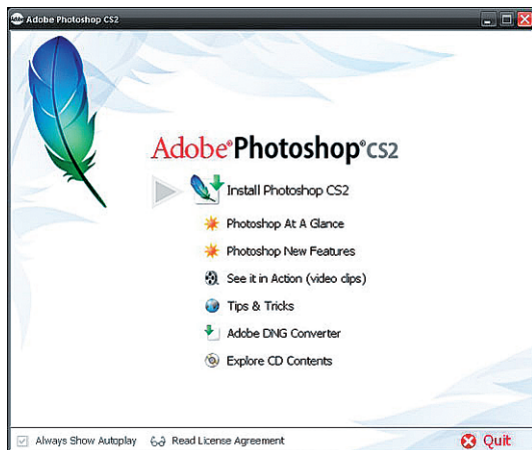 Adobe Photoshop CS2
Adobe® Photoshop® CS2
Install Photoshop CS2
Photoshop At A Glance
Photoshop New Features
See it in Action (video clips)
Tips & Tricks
Adobe DNG Converter
Explore CD Contents
Always Show Autoplay Read License Agreement Quit